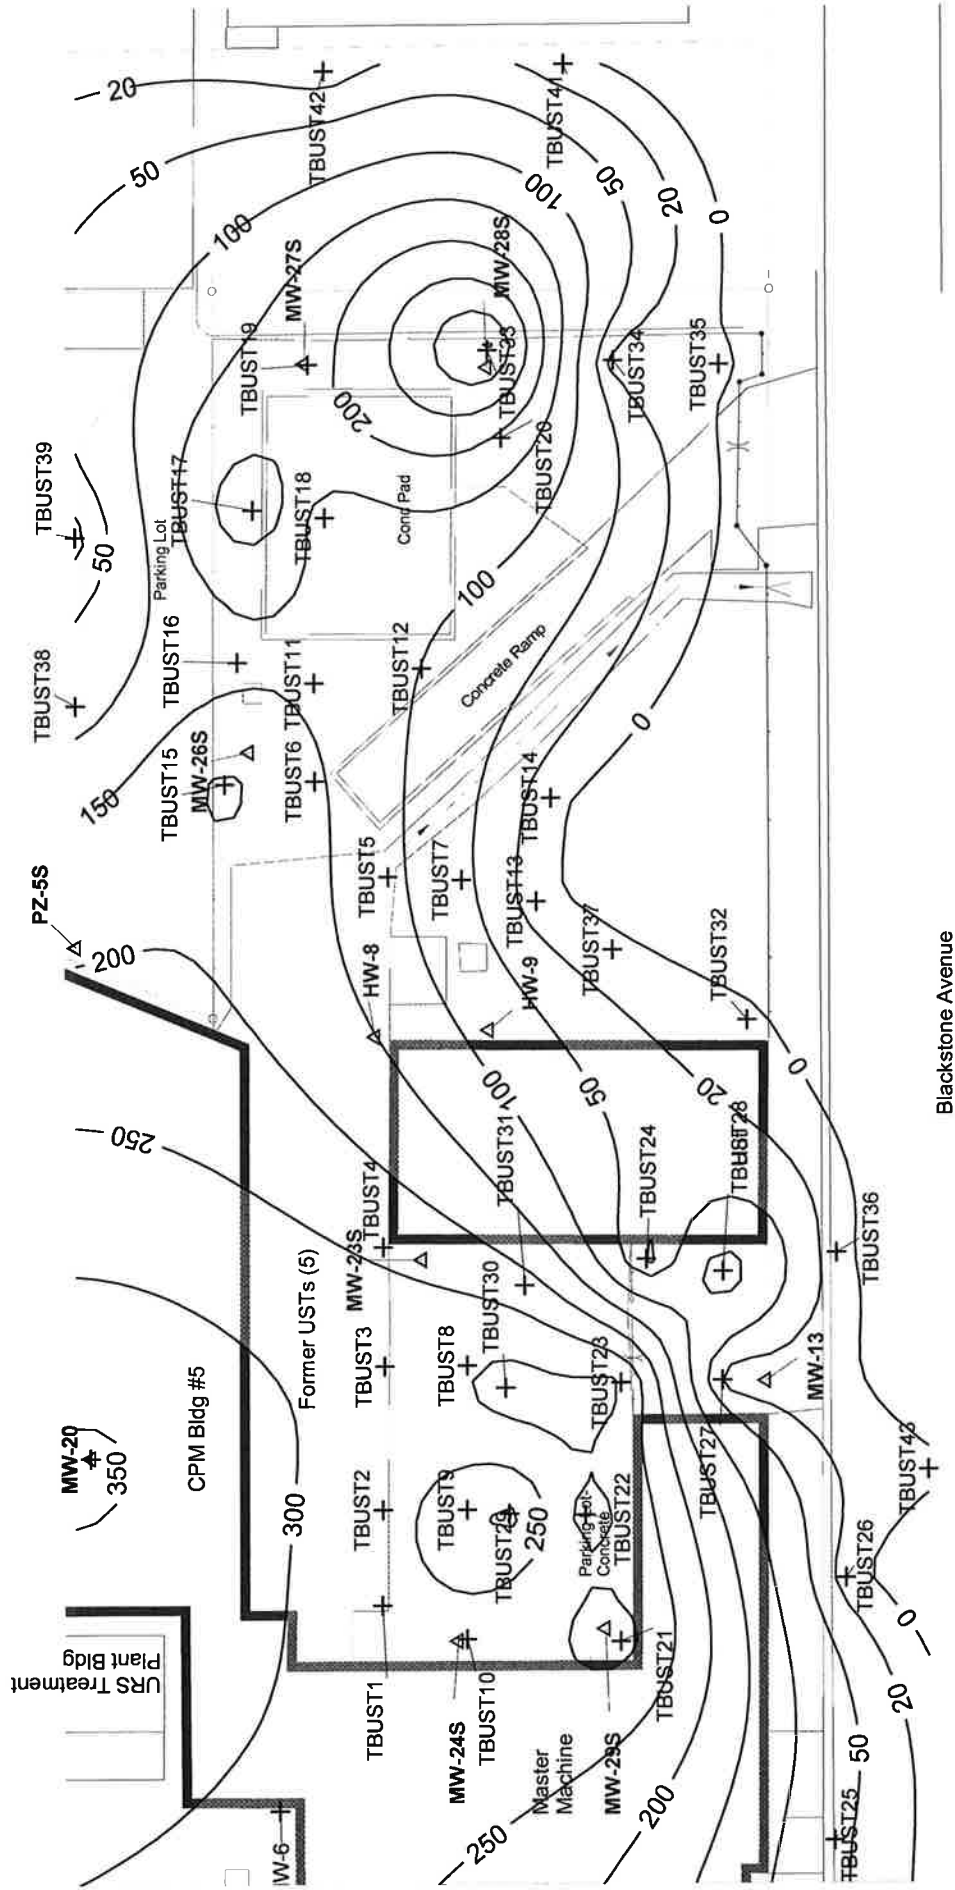 20
50
100
TBUST42
TBUST41
MW-27S
MW-28S
TBUST19
100
50
20
0
TBUST33
TBUST34
TBUST35
200
TBUST39
TBUST17
TBUST18
TBUST20
50
Parking Lot
Conc Pad
100
TBUST38
TBUST16
TBUST11
TBUST12
Concrete Ramp
0
TBUST15
MW-26S
TBUST6
TBUST14
150
PZ-5S
TBUST5
TBUST7
TBUST13
TBUST37
TBUST32
200
HW-8
HW-9
0
Blackstone Avenue
250
100
50
20
TBUST31
TBUST24
TBUST4
TBUST36
MW-23S
TBUST30
Former USTs (5)
TBUST3
TBUST8
TBUST23
MW-13
CPM Bldg #5
MW-20
350
300
TBUST2
TBUST9
TBUST29
250
Parking Lot-
Concrete
TBUST22
TBUST27
TBUST43
TBUST26
0
URS Treatment
Plant Bldg
TBUST1
MW-24S
TBUST10
TBUST21
Master
Machine
MW-29S
20
50
200
250
TBUST25
IW-6